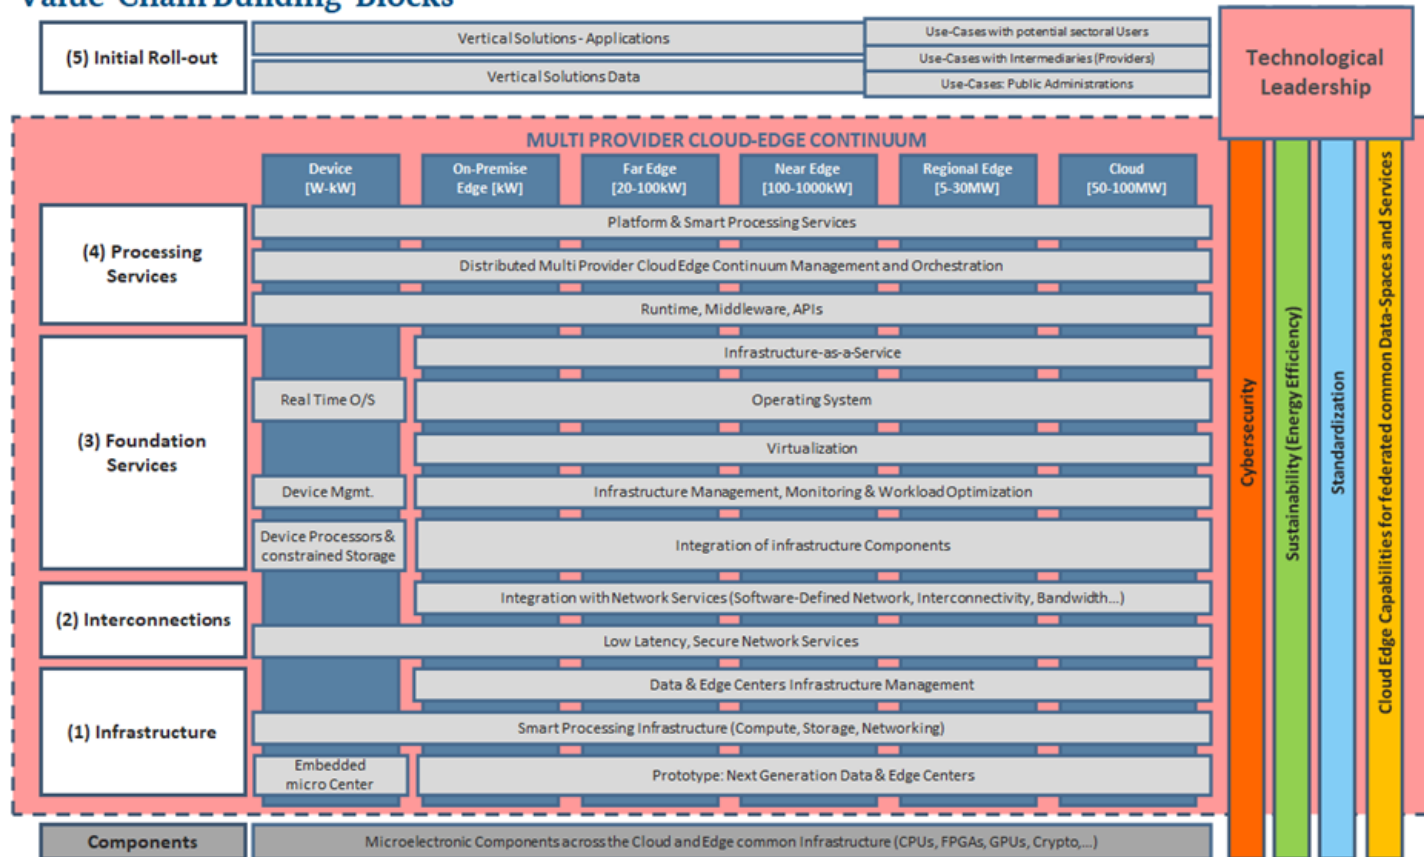 Value Chain Building Blocks
(5) Initial Roll-out
Vertical Solutions - Applications
Vertical Solutions Data
Use-Cases with potential sectoral Users
Use-Cases with Intermediaries (Providers)
Use-Cases: Public Administrations
Technological
Leadership
MULTI PROVIDER CLOUD-EDGE CONTINUUM
Device
[W-kW]
On-Premise
Edge [kW]
Far Edge
[20-100kW]
Near Edge
[100-1000kW]
Regional Edge
[5-30MW]
Cloud
[50-100MW]
(4) Processing
Services
Platform & Smart Processing Services
Distributed Multi Provider Cloud Edge Continuum Management and Orchestration
Runtime, Middleware, APIs
(3) Foundation
Services
Infrastructure-as-a-Service
Real Time O/S
Operating System
Virtualization
Device Mgmt.
Infrastructure Management, Monitoring & Workload Optimization
Device Processors &
constrained Storage
Integration of infrastructure Components
(2) Interconnections
Integration with Network Services (Software-Defined Network, Interconnectivity, Bandwidth...)
Low Latency, Secure Network Services
(1) Infrastructure
Data & Edge Centers Infrastructure Management
Smart Processing Infrastructure (Compute, Storage, Networking)
Embedded
micro Center
Prototype: Next Generation Data & Edge Centers
Components
Microelectronic Components across the Cloud and Edge common Infrastructure (CPUs, FPGAs, GPUs, Crypto,...)
Cybersecurity
Sustainability (Energy Efficiency)
Standardization
Cloud Edge Capabilities for federated common Data-Spaces and Services